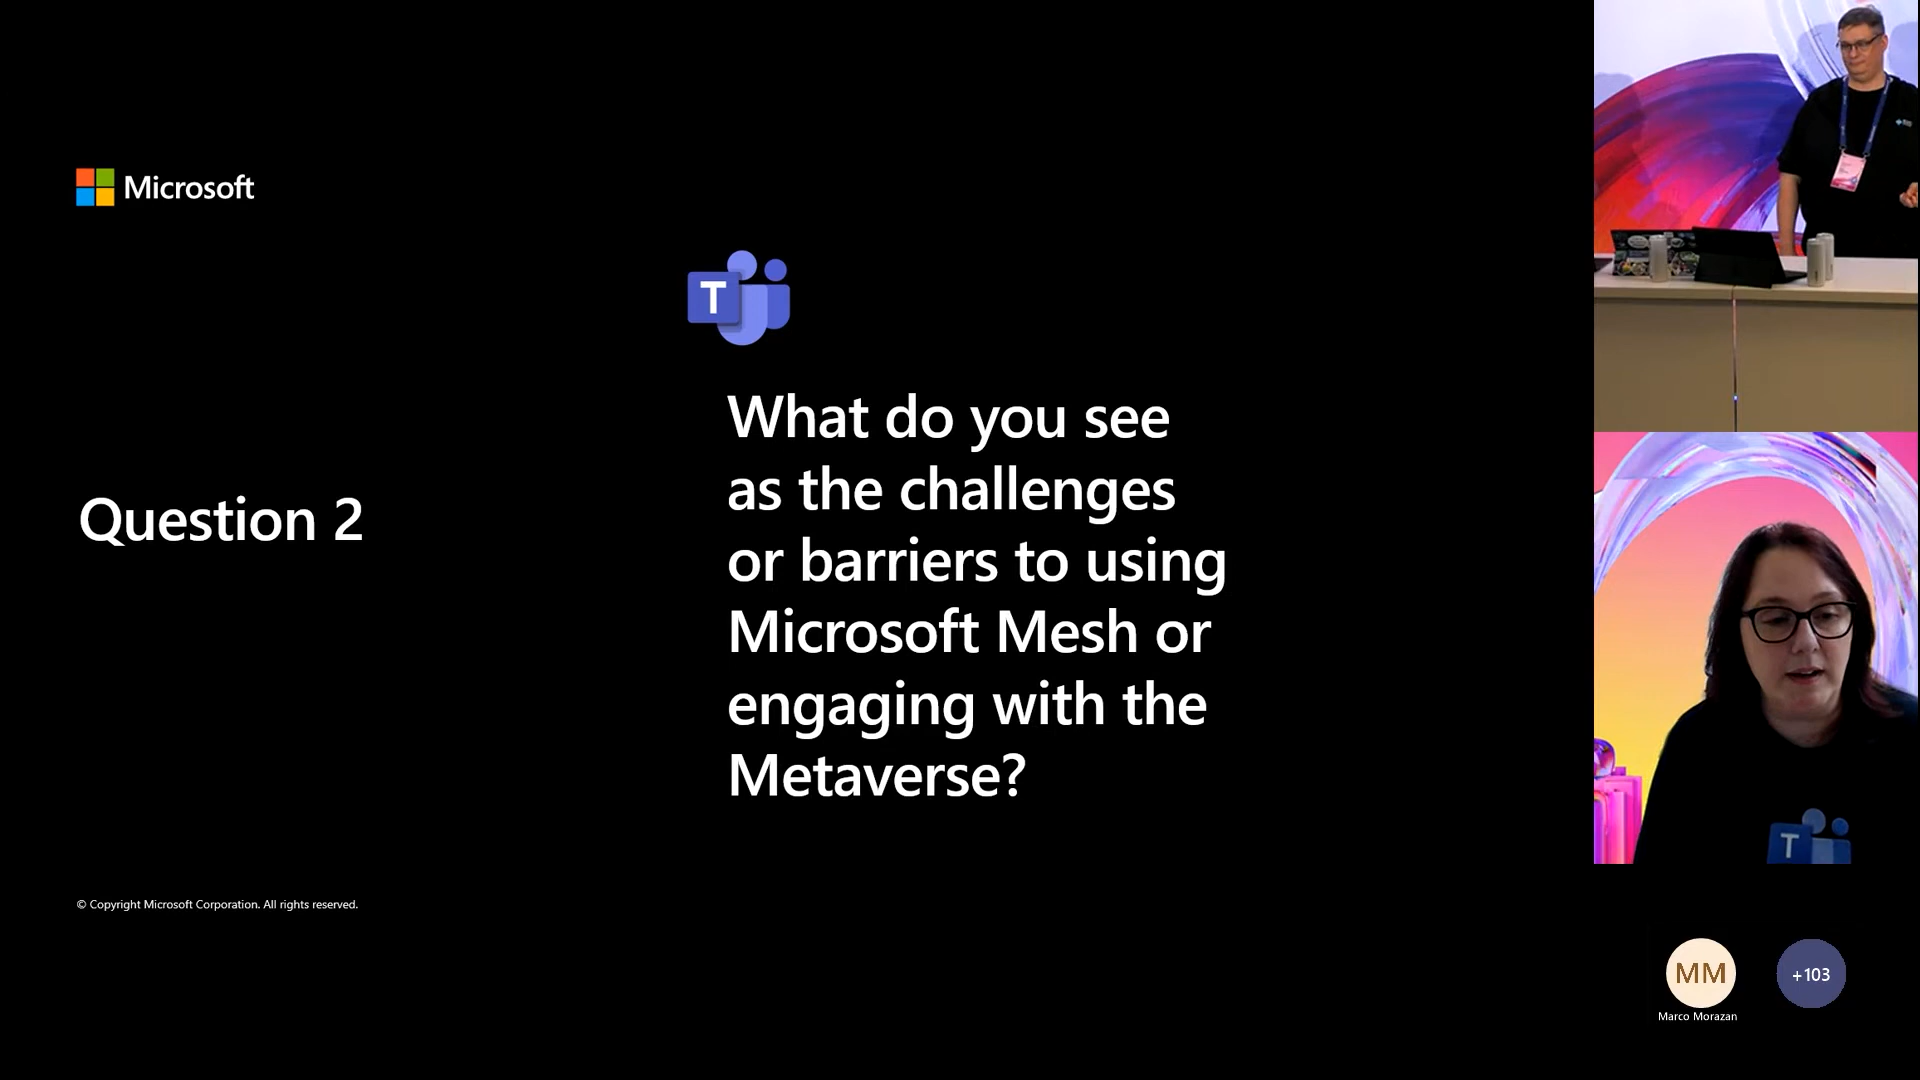 Microsoft
T
Question 2
What do you see
as the challenges
or barriers to using
Microsoft Mesh or
engaging with the
Metaverse?
© Copyright Microsoft Corporation. All rights reserved.
T
MM
+103
Marco Morazan